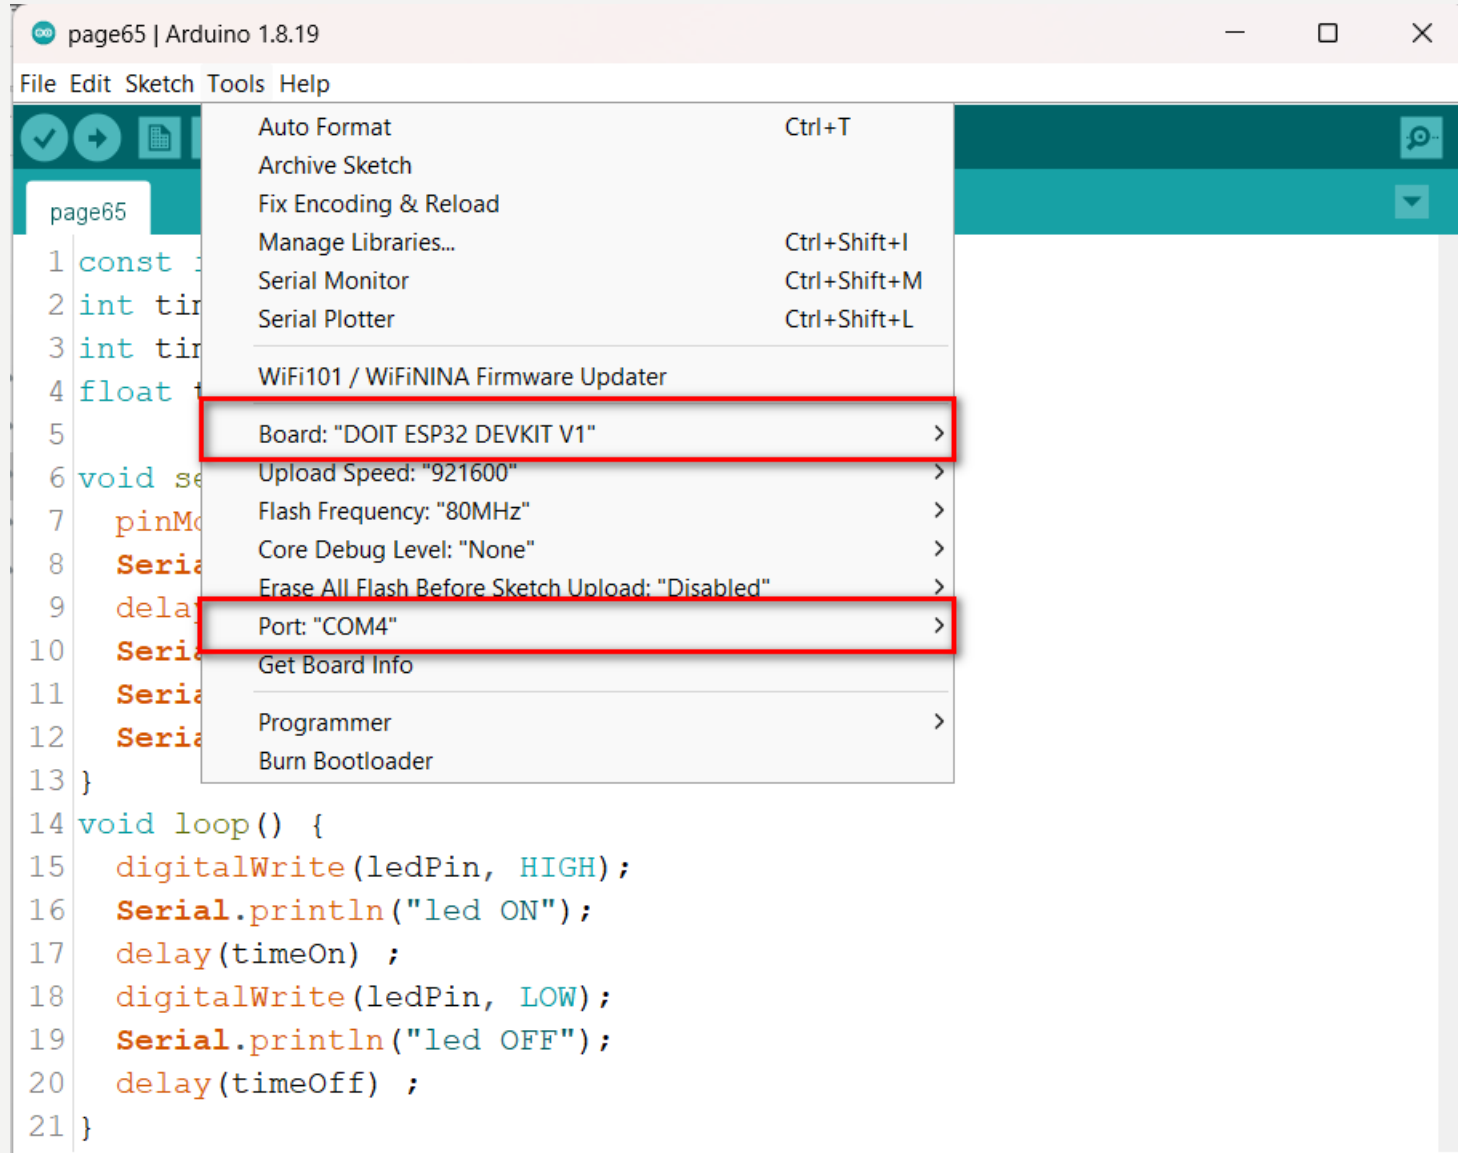 page65 | Arduino 1.8.19
File Edit Sketch Tools Help
Auto Format Ctrl+T
Archive Sketch
Fix Encoding & Reload
Manage Libraries... Ctrl+Shift+I
Serial Monitor Ctrl+Shift+M
Serial Plotter Ctrl+Shift+L
WiFi101 / WiFiNINA Firmware Updater
Board: "DOIT ESP32 DEVKIT V1"
Upload Speed: "921600"
Flash Frequency: "80MHz"
Core Debug Level: "None"
Erase All Flash Before Sketch Upload: "Disabled"
Port: "COM4"
Get Board Info
Programmer
Burn Bootloader
page65
1 const
2 int
3 int
4 float
5
6 void
7
8
9
10
11
12
13 }
14 void loop() {
15 digitalWrite(ledPin, HIGH);
16 Serial.println("led ON");
17 delay(timeOn) ;
18 digitalWrite(ledPin, LOW);
19 Serial.println("led OFF");
20 delay(timeOff) ;
21 }